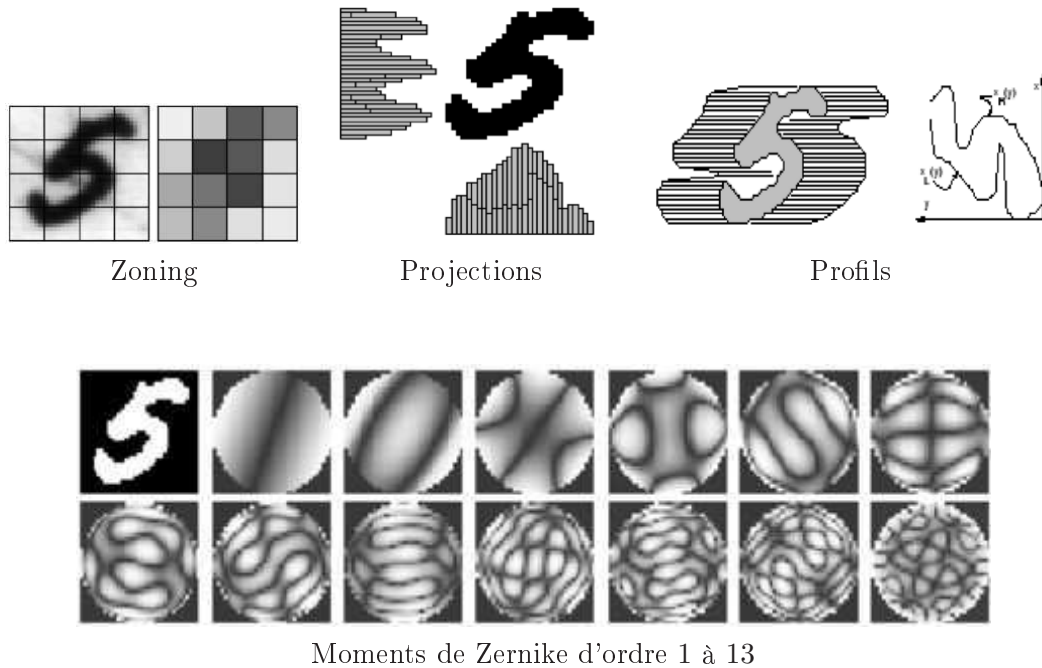 x
x (y)
R
x (y)
L
y
Zoning
Projections
Profils
Moments de Zernike d'ordre 1 à 13